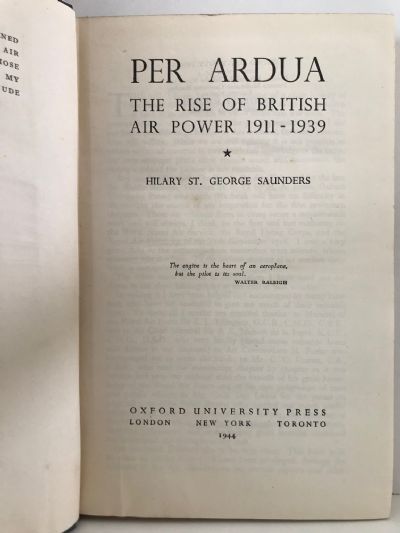 NED
AIR
HOSE
MY
UDE
PER ARDUA
THE RISE OF BRITISH
AIR POWER 1911-1939
★
HILARY ST. GEORGE SAUNDERS
The engine is the heart of an aeroplane,
but the pilot is its soul.
WALTER RALEIGH
OXFORD UNIVERSITY PRESS
LONDON NEW YORK TORONTO
1944